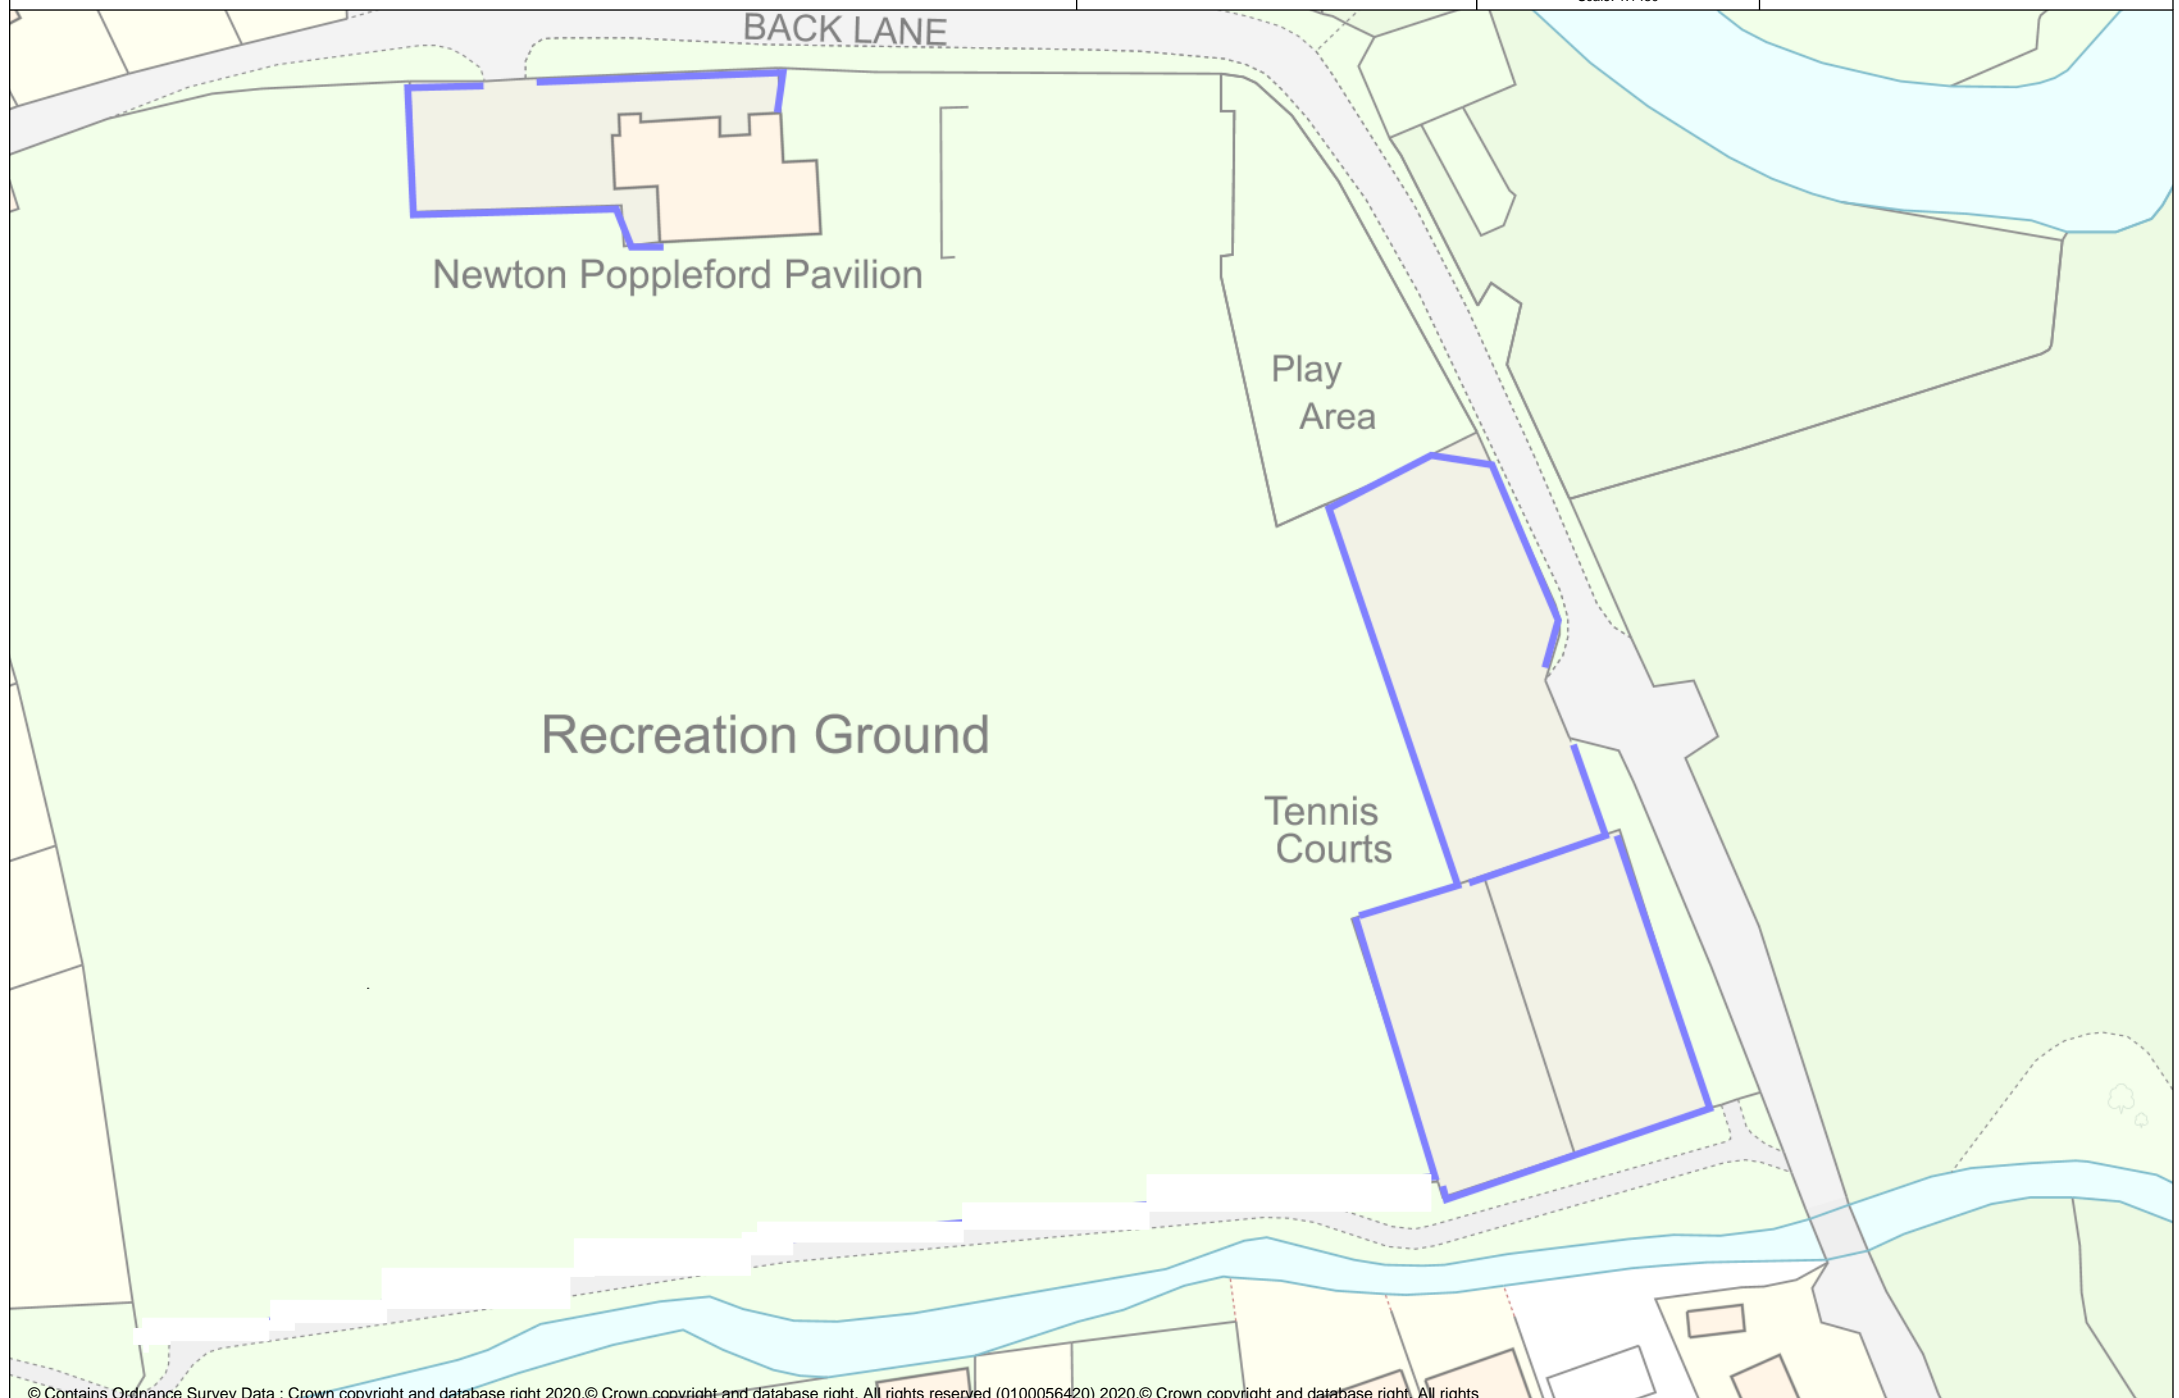 BACK LANE
Newton Poppleford Pavilion
Play
Area
Recreation Ground
Tennis
Courts
© Contains Ordnance Survey Data : Crown copyright and database right 2020.© Crown copyright and database right. All rights reserved (0100056420) 2020.© Crown copyright and database right. All rights